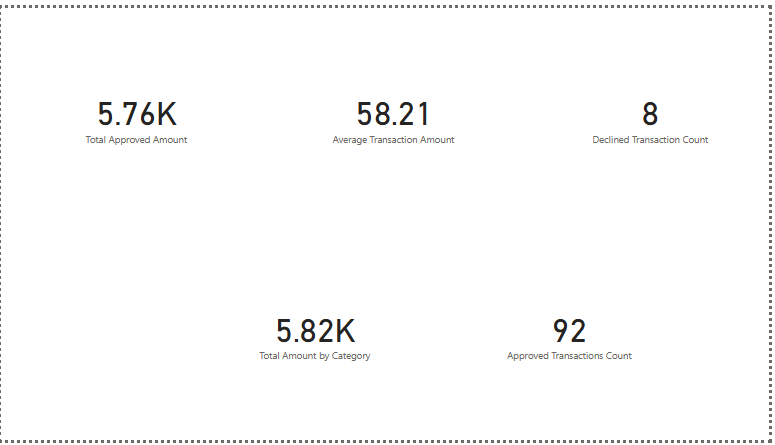 5.76K
Total Approved Amount
58.21
Average Transaction Amount
8
Declined Transaction Count
5.82K
Total Amount by Category
92
Approved Transactions Count